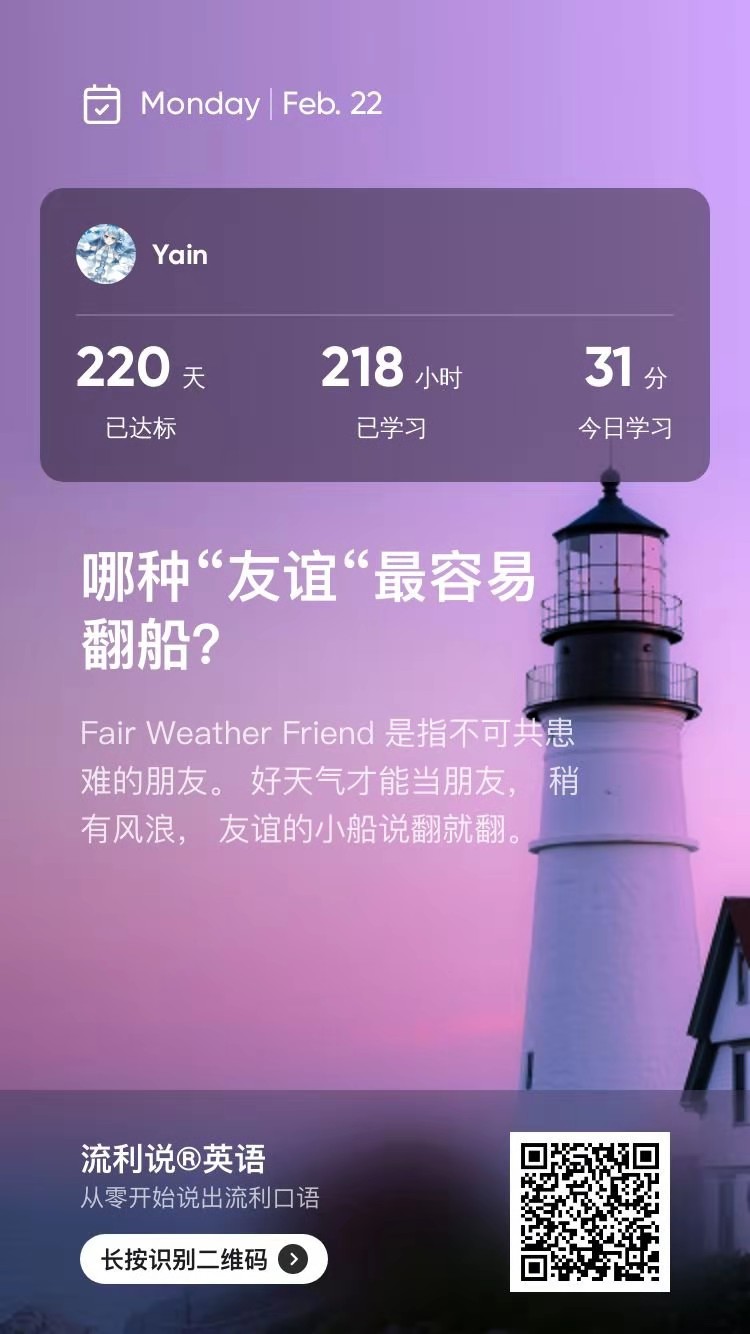 Monday | Feb. 22
Yain
220 天 218 小时 31 分
已达标 已学习 今日学习
哪种“友谊“最容易
翻船?
Fair Weather Friend 是指不可共患
难的朋友。 好天气才能当朋友， 稍
有风浪， 友谊的小船说翻就翻。
流利说®英语
从零开始说出流利口语
长按识别二维码